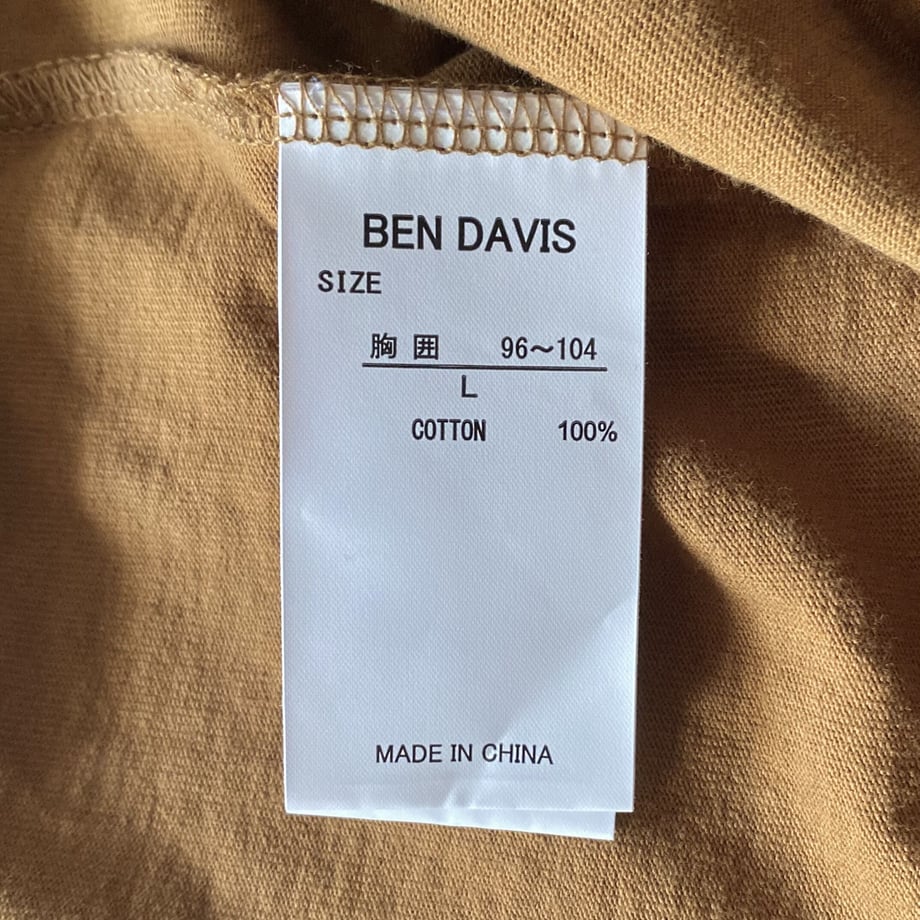 BEN DAVIS
SIZE
胸囲 96～104
L
COTTON 100%
MADE IN CHINA